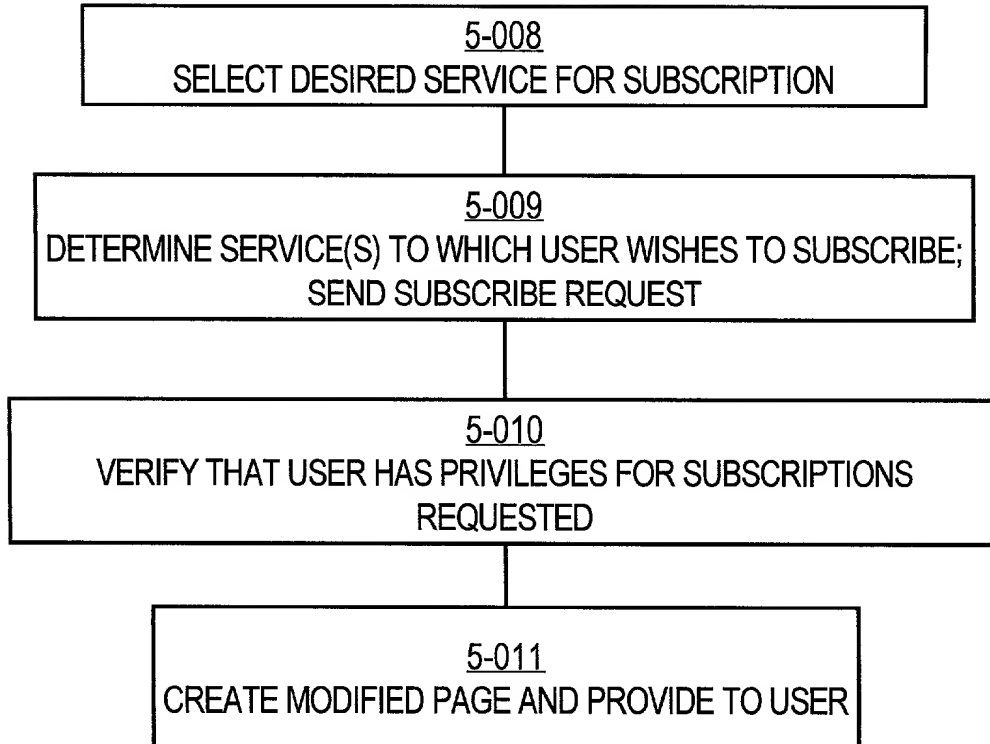 5-008
SELECT DESIRED SERVICE FOR SUBSCRIPTION
5-009
DETERMINE SERVICE(S) TO WHICH USER WISHES TO SUBSCRIBE;
SEND SUBSCRIBE REQUEST
5-010
VERIFY THAT USER HAS PRIVILEGES FOR SUBSCRIPTIONS
REQUESTED
5-011
CREATE MODIFIED PAGE AND PROVIDE TO USER